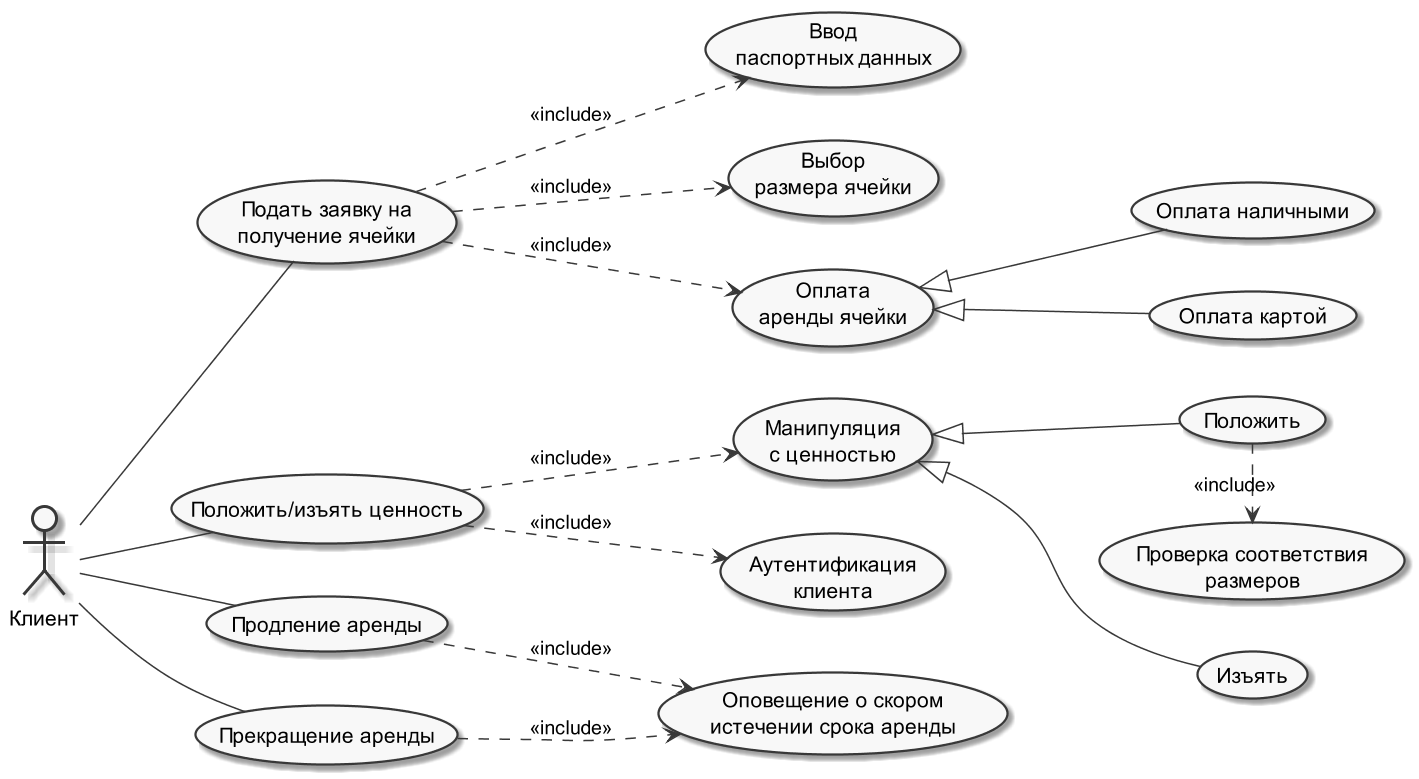 Ввод
паспортных данных
«include»
Выбор
размера ячейки
«include»
Подать заявку на
получение ячейки
«include»
Оплата
аренды ячейки
Оплата наличными
Оплата картой
Манипуляция
с ценностью
Положить
«include»
«include»
Положить/изъять ценность
«include»
Аутентификация
клиента
Проверка соответствия
размеров
Клиент
Продление аренды
«include»
Изъять
Оповещение о скором
истечении срока аренды
Прекращение аренды
«include»